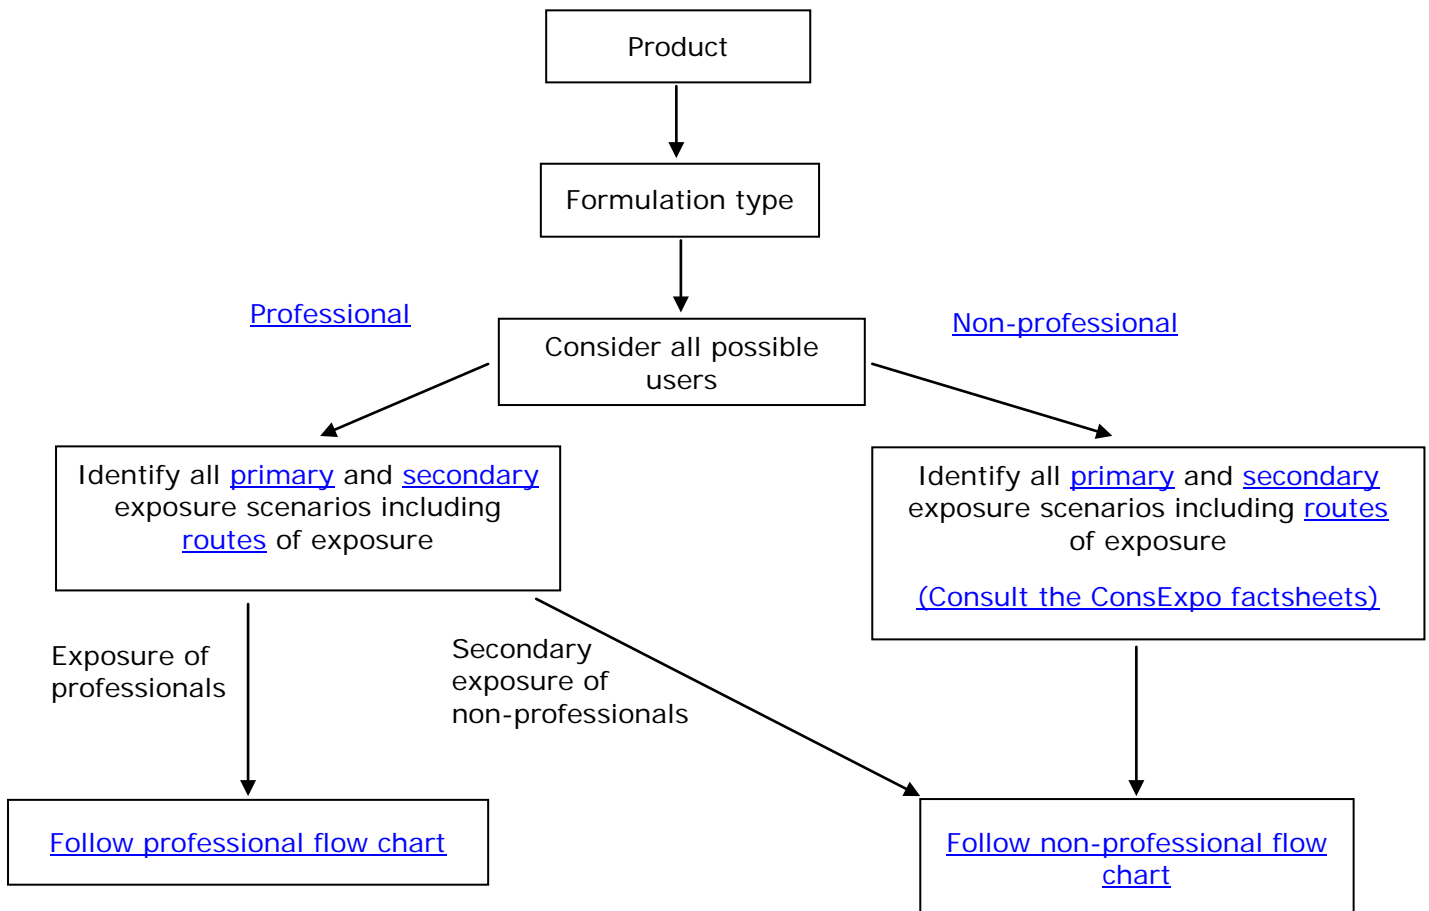 Product
Formulation type
Professional
Non-professional
Consider all possible
users
Identify all primary and secondary
exposure scenarios including
routes of exposure
Identify all primary and secondary
exposure scenarios including routes
of exposure
(Consult the ConsExpo factsheets)
Exposure of
professionals
Secondary
exposure of
non-professionals
Follow professional flow chart
Follow non-professional flow
chart